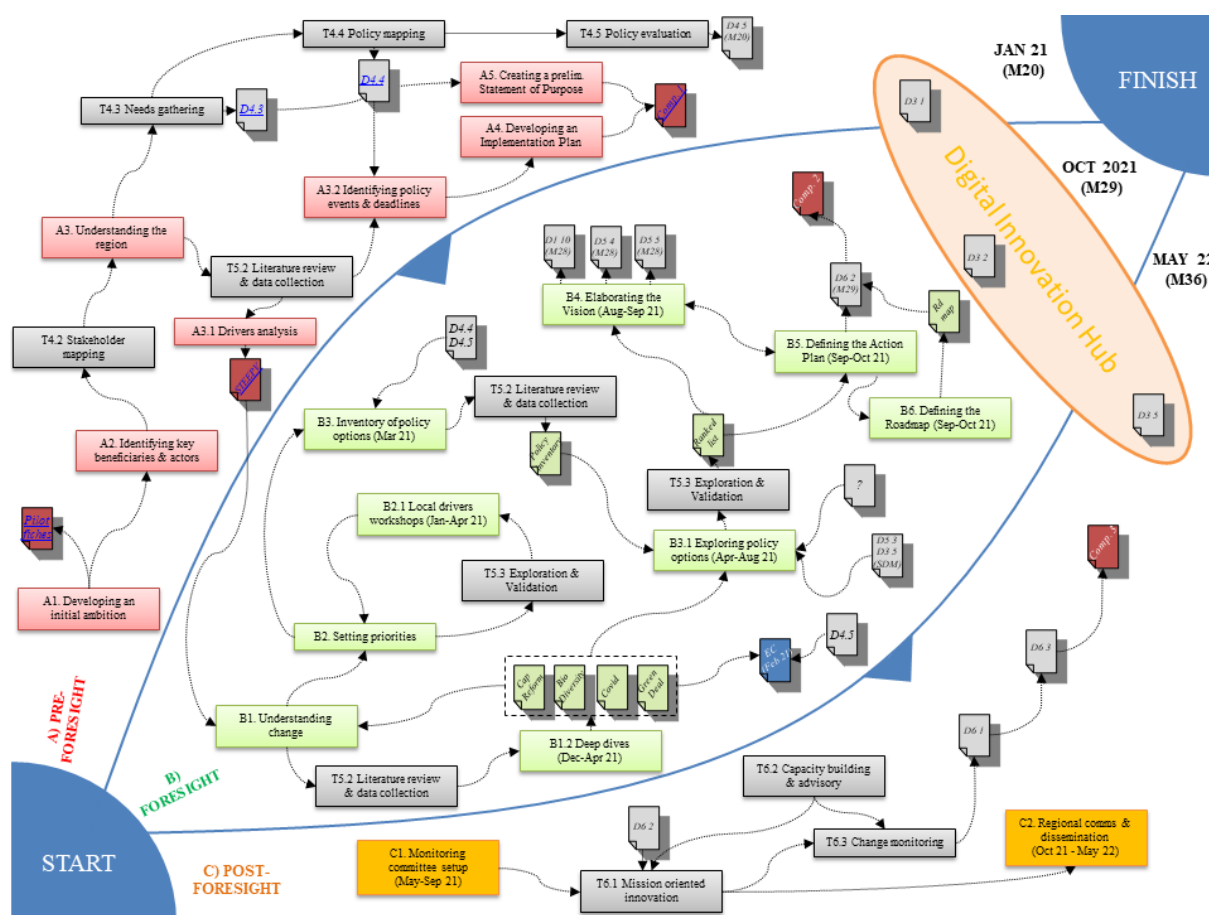 T4.4 Policy mapping
T4.5 Policy evaluation
D4 5
(M20)
JAN 21
(M20)
FINISH
D4.4
A5. Creating a prelim.
Statement of Purpose
D3 1
T4.3 Needs gathering
D4.3
Comp. 1
A4. Developing an
Implementation Plan
OCT 2021
(M29)
Digital Innovation Hub
A3.2 Identifying policy
events & deadlines
Comp. 2
A3. Understanding the
region
D1 10
(M28)
D5 4
(M28)
D5 5
(M28)
D3 2
MAY 22
(M36)
T5.2 Literature review
& data collection
D6 2
(M29)
B4. Elaborating the
Vision (Aug-Sep 21)
Rd
map
T4.2 Stakeholder
mapping
A3.1 Drivers analysis
D4.4
D4.5
B5. Defining the Action
Plan (Sep-Oct 21)
STEEPV
T5.2 Literature review
& data collection
B3. Inventory of policy
options (Mar 21)
B6. Defining the
Roadmap (Sep-Oct 21)
D3 5
A2. Identifying key
beneficiaries & actors
Policy
Inventory
Ranked
list
T5.3 Exploration &
Validation
?
B2.1 Local drivers
workshops (Jan-Apr 21)
Pilot
fiches
B3.1 Exploring policy
options (Apr-Aug 21)
D5 3
D3 5
(SDM)
Comp. 3
T5.3 Exploration &
Validation
A1. Developing an
initial ambition
B2. Setting priorities
EC
(Feb 21)
D4.5
D6 3
Cap
Reform
Bio
Diversity
Covid
Green
Deal
A) PRE-
FORESIGHT
B1. Understanding
change
B1.2 Deep dives
(Dec-Apr 21)
D6 1
B)
FORESIGHT
T5.2 Literature review
& data collection
T6.2 Capacity building
& advisory
D6 2
T6.3 Change monitoring
C2. Regional comms &
dissemination
(Oct 21 - May 22)
START
C) POST-
FORESIGHT
C1. Monitoring
committee setup
(May-Sep 21)
T6.1 Mission oriented
innovation